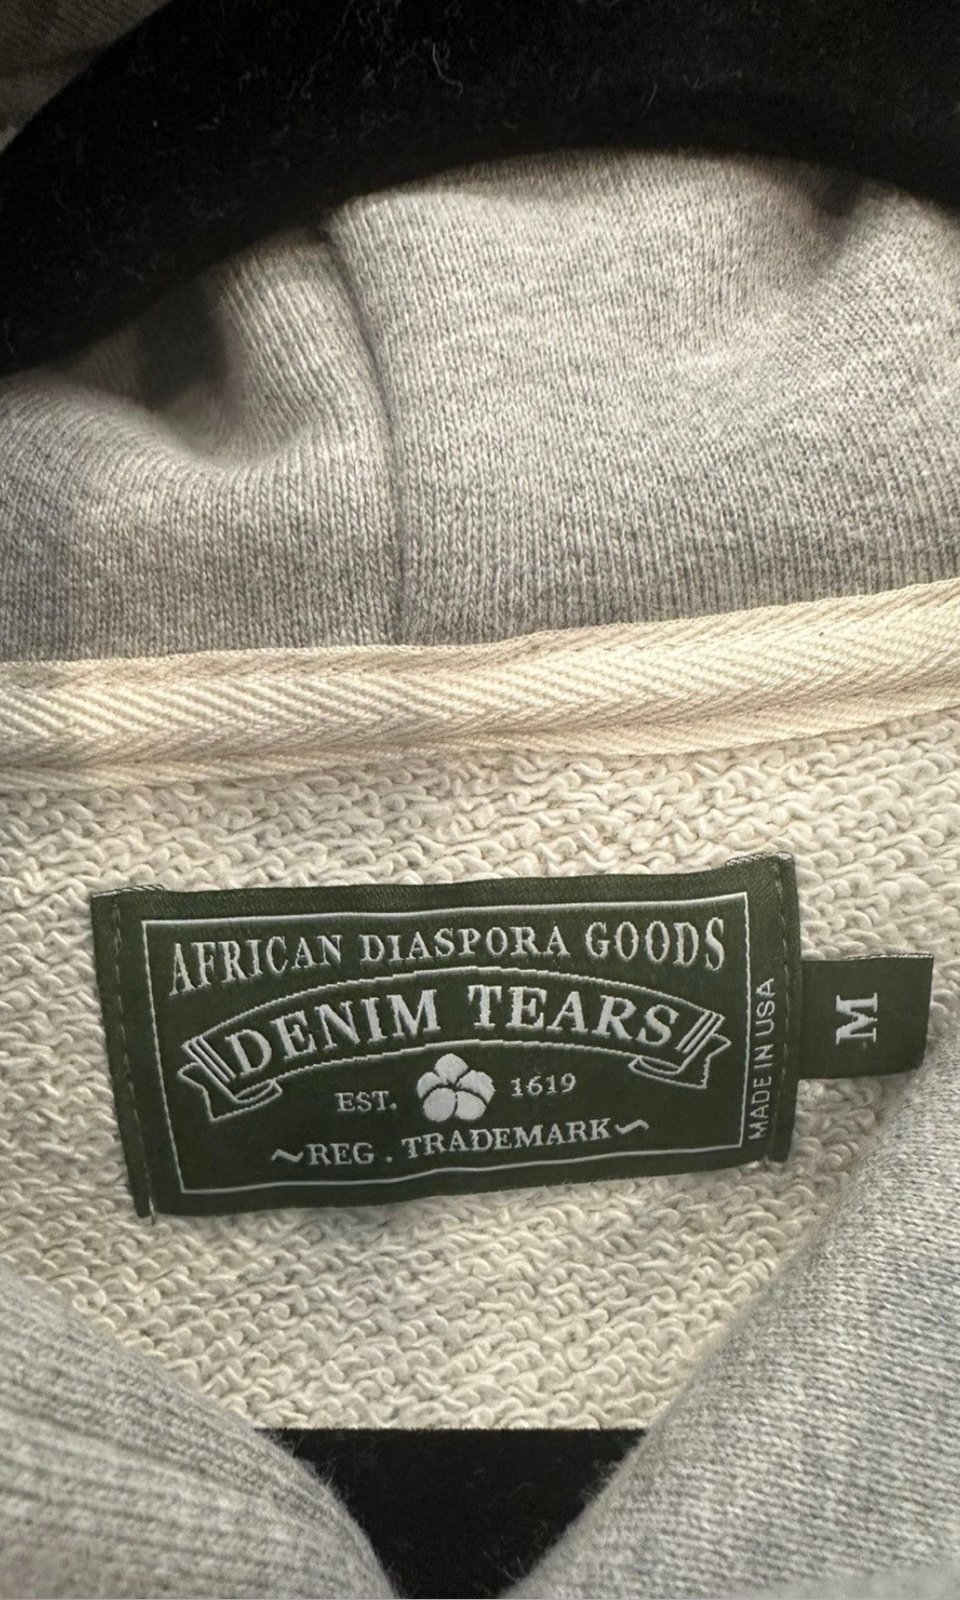 AFRICAN DIASPORA GOODS
DENIM TEARS
EST. 1619
~REG. TRADEMARK~
MADE IN USA
M